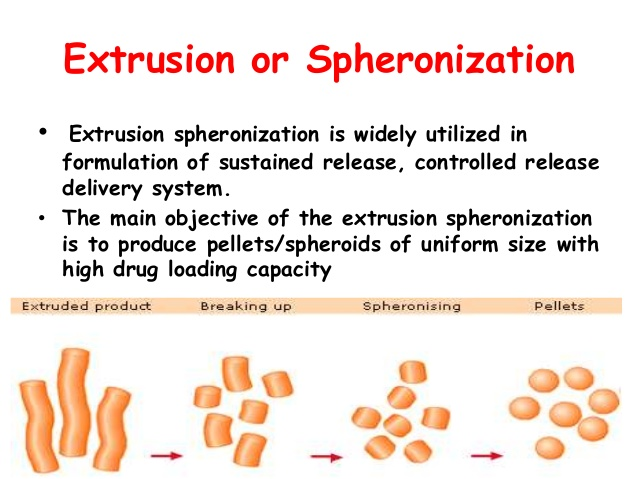 Extrusion or Spheronization
• Extrusion spheronization is widely utilized in
formulation of sustained release, controlled release
delivery system.
• The main objective of the extrusion spheronization
is to produce pellets/spheroids of uniform size with
high drug loading capacity
Extruded product Breaking up Spheronising Pellets